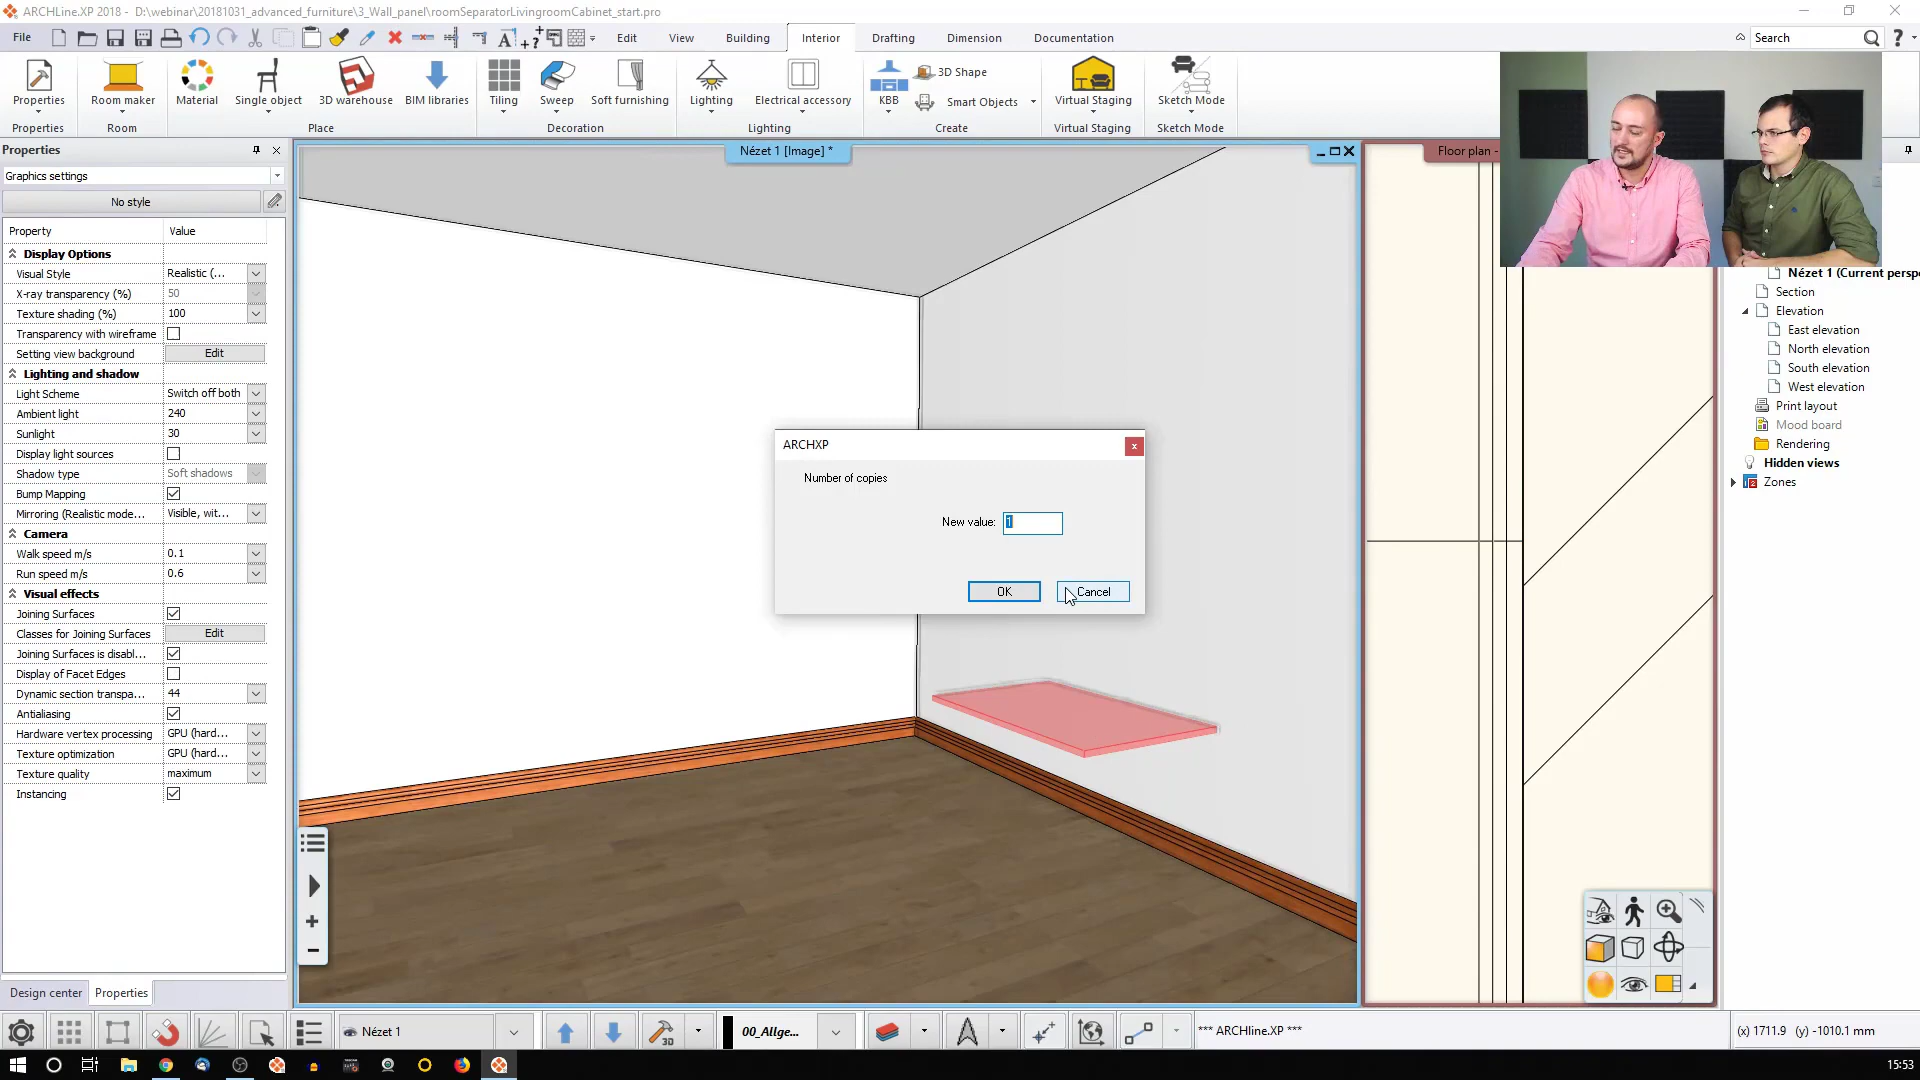 ARCHLine.XP 2018 - D:\webinar\20181031_advanced_furniture\3_Wall_panel\roomSeparatorLivingroomCabinet_start.pro
File
Edit
View
Building
Interior
Drafting
Dimension
Documentation
Search
Properties
Room maker
Material
Single object
3D warehouse
BIM libraries
Tiling
Sweep
Soft furnishing
Lighting
Electrical accessory
KBB
3D Shape
Smart Objects
Virtual Staging
Sketch Mode
Properties
Room
Place
Decoration
Lighting
Create
Virtual Staging
Sketch Mode
Properties
Graphics settings
No style
Property Value
Display Options
Visual Style Realistic (...
X-ray transparency (%) 50
Texture shading (%) 100
Transparency with wireframe
Setting view background Edit
Lighting and shadow
Light Scheme Switch off both
Ambient light 240
Sunlight 30
Display light sources
Shadow type Soft shadows
Bump Mapping
Mirroring (Realistic mode... Visible, wit...
Camera
Walk speed m/s 0.1
Run speed m/s 0.6
Visual effects
Joining Surfaces
Classes for Joining Surfaces Edit
Joining Surfaces is disabl...
Display of Facet Edges
Dynamic section transpa... 44
Antialiasing
Hardware vertex processing GPU (hard...
Texture optimization GPU (hard...
Texture quality maximum
Instancing
Design center
Properties
Nézet 1 [Image] *
Floor plan -
ARCHXP
Number of copies
New value: 1
OK
Cancel
Nézet 1 (Current persp
Section
Elevation
East elevation
North elevation
South elevation
West elevation
Print layout
Mood board
Rendering
Hidden views
Zones
Nézet 1
3D
00_Allge...
*** ARCHline.XP ***
(x) 1711.9 (y) -1010.1 mm
15:53